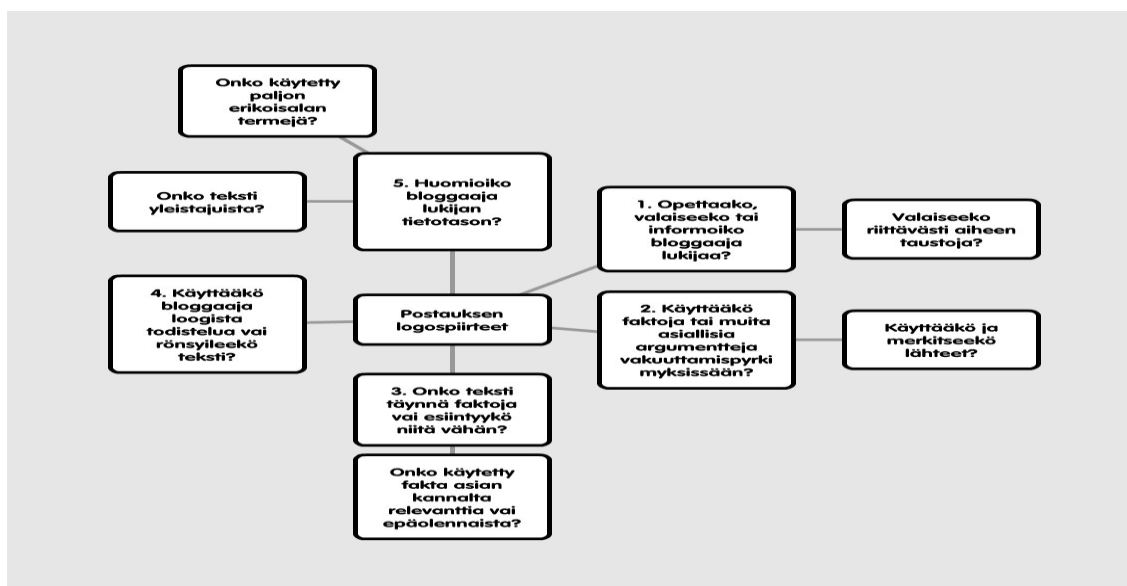 Onko käytetty
paljon
erikoisalan
termejä?
Onko teksti
yleistajuista?
5. Huomioiko
bloggaaja
lukijan
tietotason?
1. Opettaako,
valaiseeko tai
informoiko
bloggaaja
lukijaa?
Valaiseeko
riittävästi aiheen
taustoja?
4. Käyttääkö
bloggaaja
loogista
todistelua vai
rönsyileekö
teksti?
Postauksen
logospiirteet
2. Käyttääkö
faktoja tai muita
asiallisia
argumentteja
vakuuttamispyrki
myksissään?
Käyttääkö ja
merkitseekö
lähteet?
3. Onko teksti
täynnä faktoja
vai esiintyykö
niitä vähän?
Onko käytetty
fakta asian
kannalta
relevanttia vai
epäolennaista?